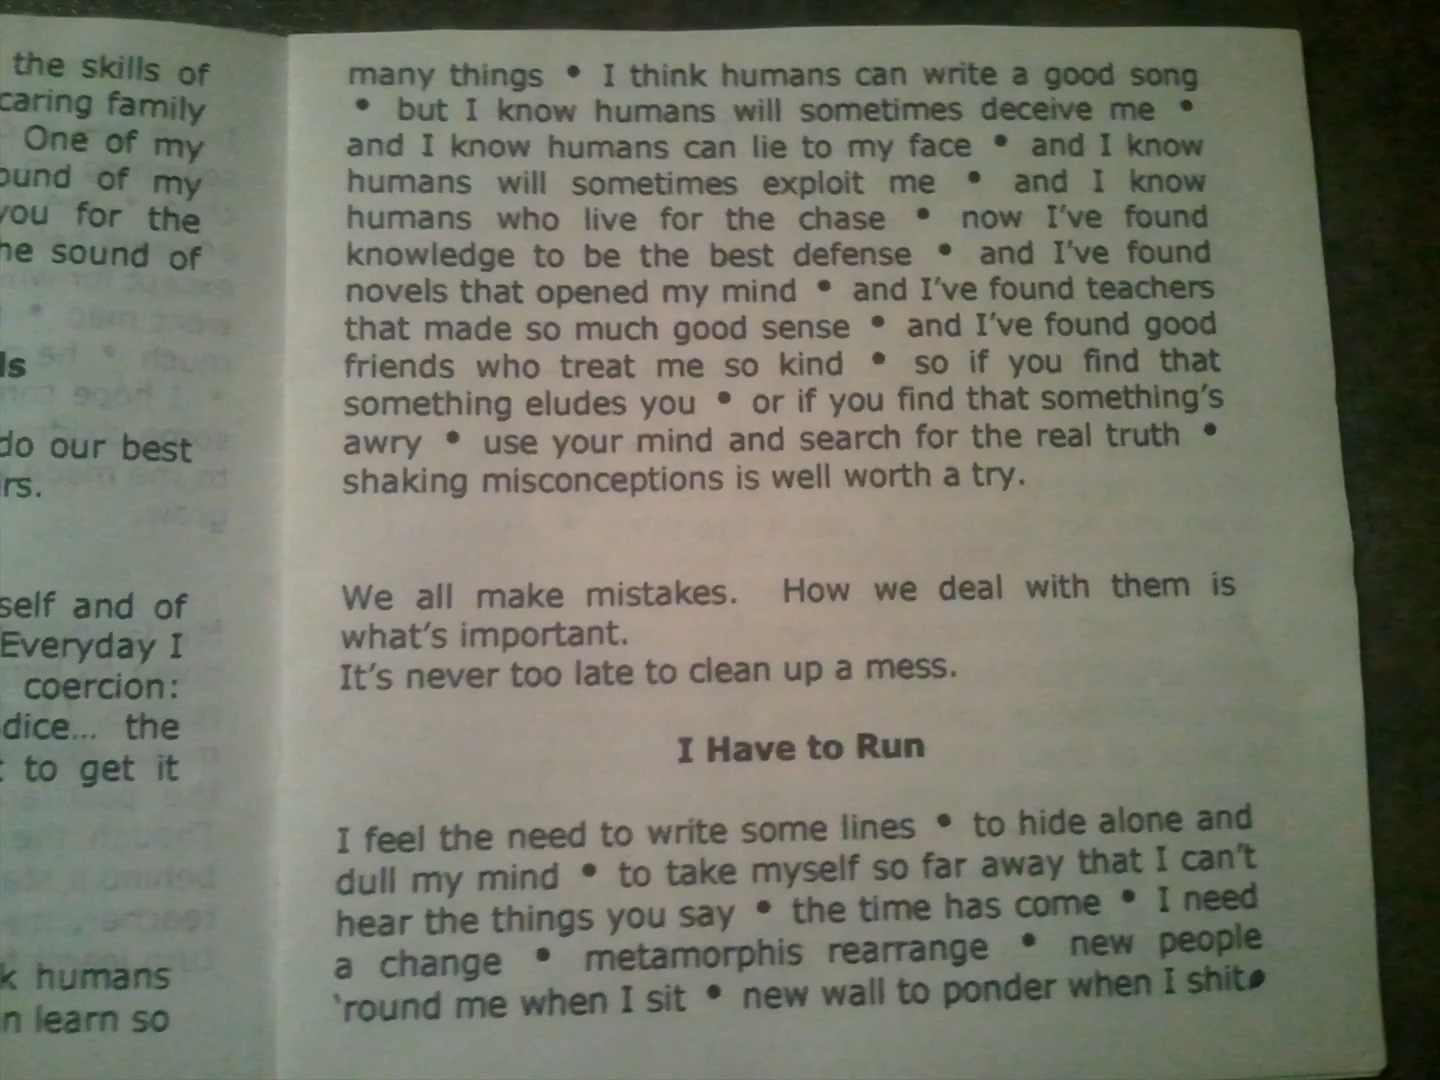 the skills of
caring family
One of my
of my
you for the
sound of
do our best
self and of
Everyday I
coercion:
the
to get it
humans
learn so
many things • I think humans can write a good song
• but I know humans will sometimes deceive me •
and I know humans can lie to my face • and I know
humans will sometimes exploit me • and I know
humans who live for the chase • now I've found
knowledge to be the best defense • and I've found
novels that opened my mind • and I've found teachers
that made so much good sense • and I've found good
friends who treat me so kind • so if you find that
something eludes you • or if you find that something's
awry • use your mind and search for the real truth •
shaking misconceptions is well worth a try.
We all make mistakes. How we deal with them is
what's important.
It's never too late to clean up a mess.
I Have to Run
I feel the need to write some lines • to hide alone and
dull my mind • to take myself so far away that I can't
hear the things you say • the time has come • I need
a change • metamorphis rearrange • new people
'round me when I sit • new wall to ponder when I shit•